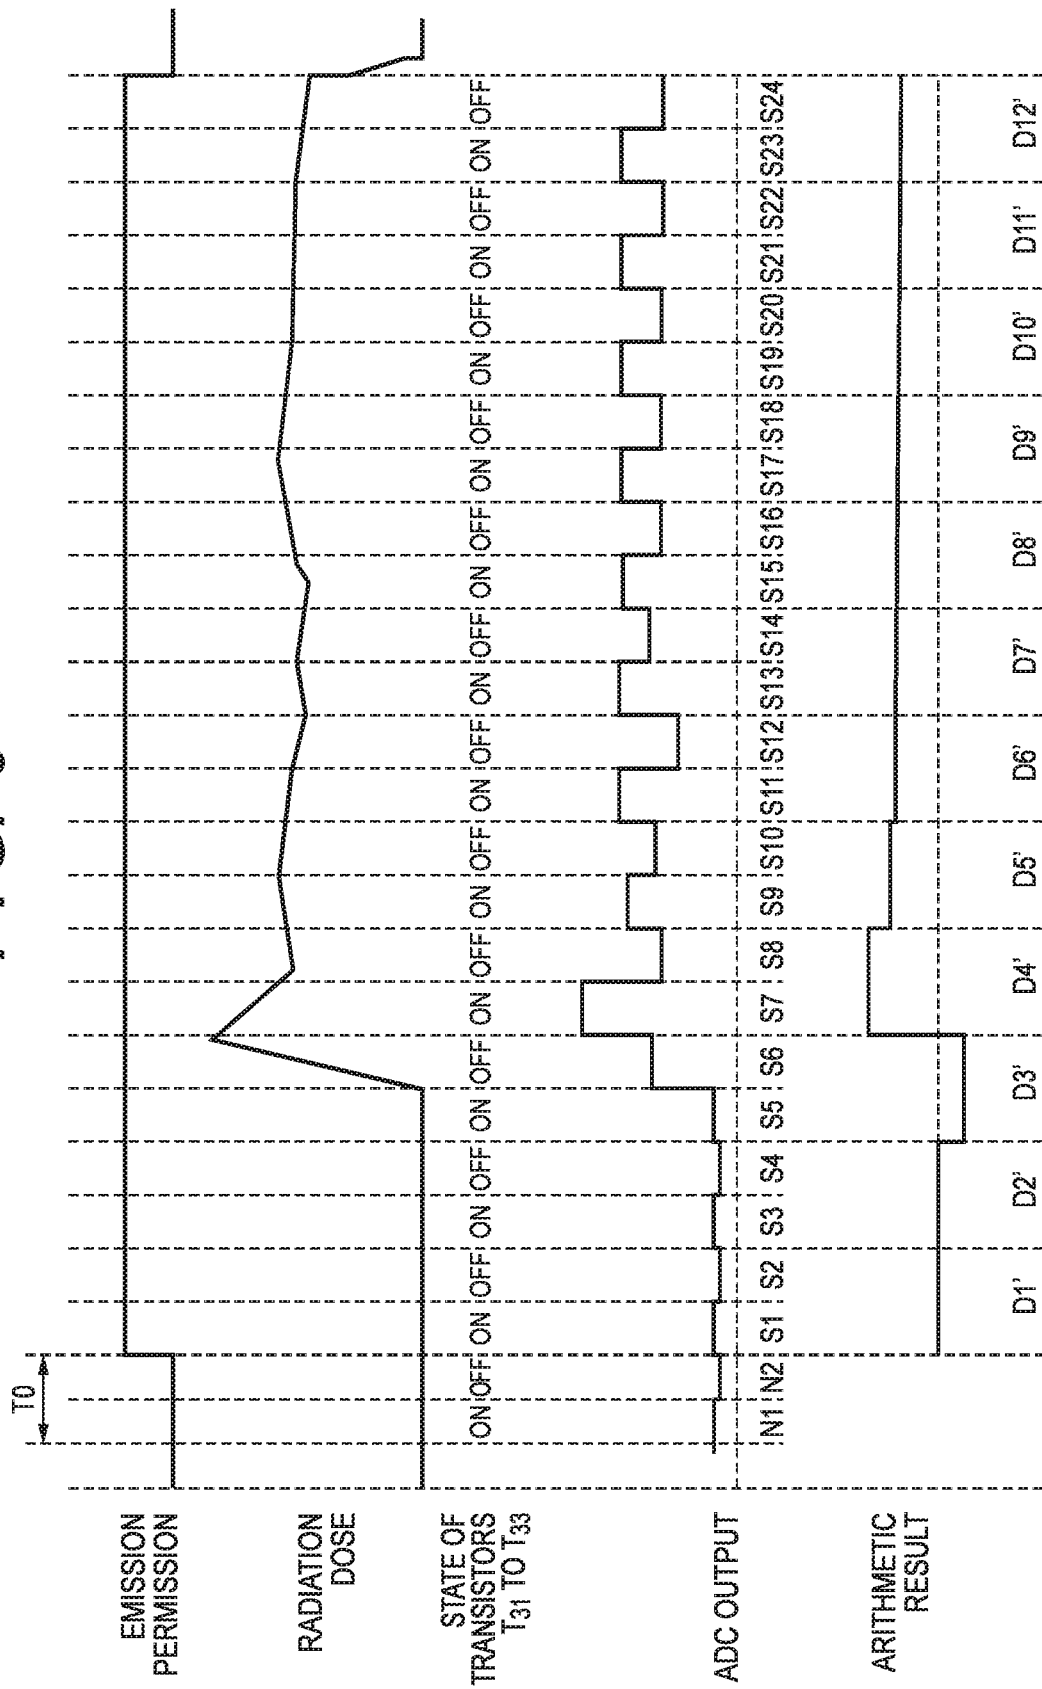 T0
EMISSION
PERMISSION
RADIATION
DOSE
STATE OF
TRANSISTORS
T31 TO T33
ON OFF ON OFF ON OFF ON OFF ON OFF ON OFF ON OFF ON OFF ON OFF ON OFF ON OFF ON OFF ON OFF
ADC OUTPUT
N1 N2 S1 S2 S3 S4 S5 S6 S7 S8 S9 S10 S11 S12 S13 S14 S15 S16 S17 S18 S19 S20 S21 S22 S23 S24
ARITHMETIC
RESULT
D1' D2' D3' D4' D5' D6' D7' D8' D9' D10' D11' D12'